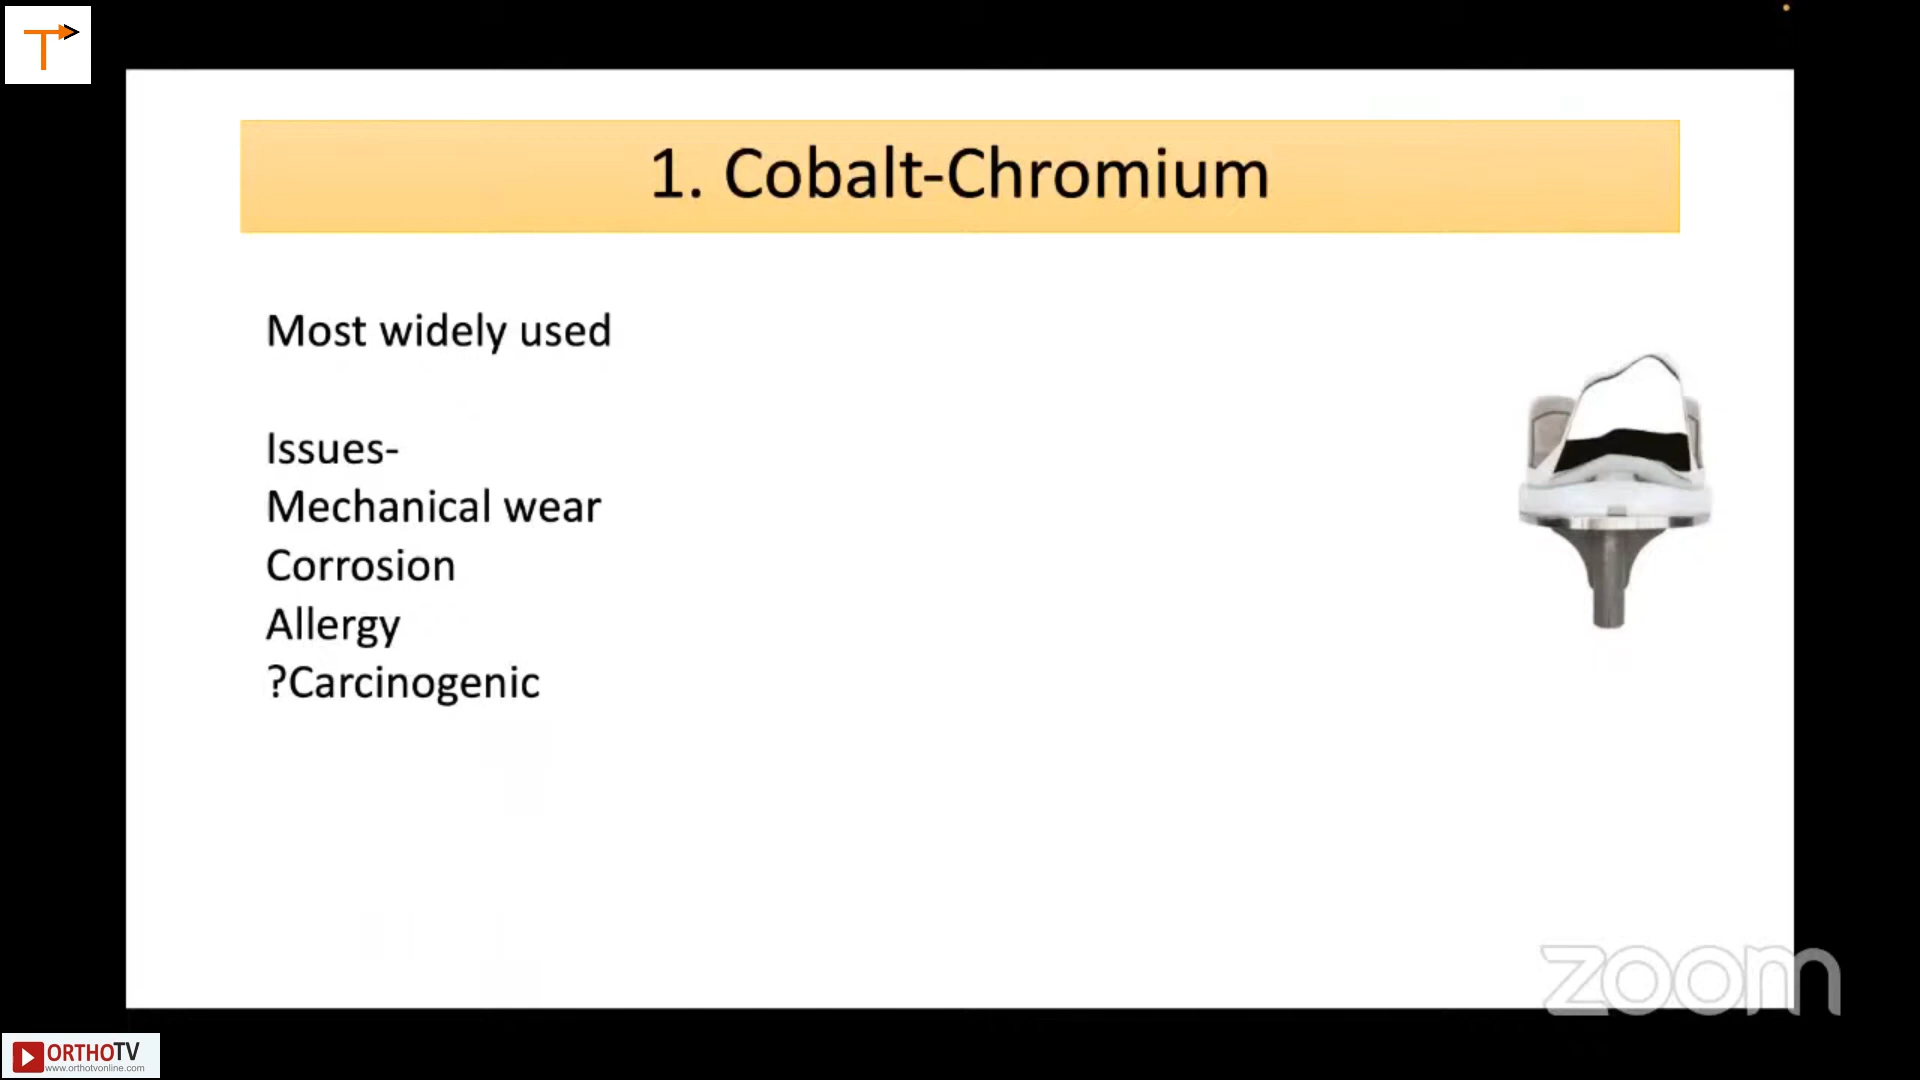 T
1. Cobalt-Chromium
Most widely used
Issues-
Mechanical wear
Corrosion
Allergy
?Carcinogenic
zoom
ORTHOTV
www.orthotvonline.com